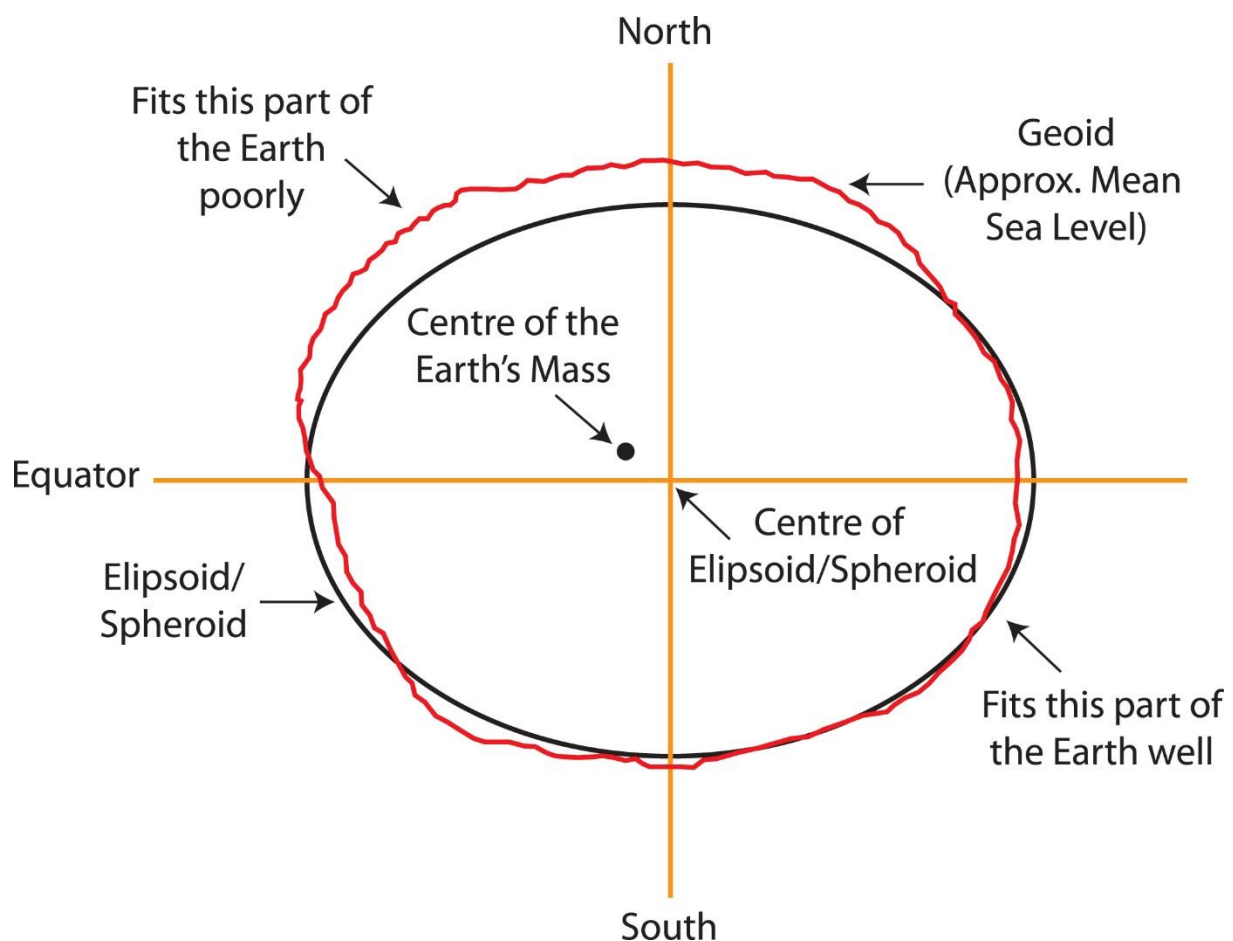 North
Fits this part of
the Earth
poorly
Geoid
(Approx. Mean
Sea Level)
Centre of the
Earth's Mass
Equator
Centre of
Elipsoid/Spheroid
Elipsoid/
Spheroid
Fits this part of
the Earth well
South